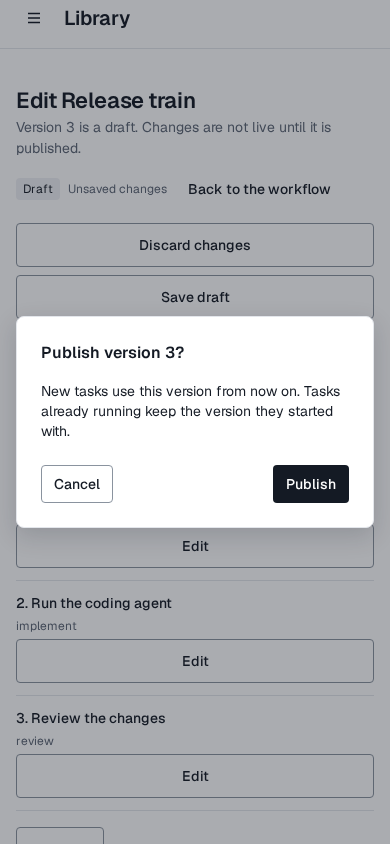 Library
Edit Release train
Version 3 is a draft. Changes are not live until it is
published.
Draft
Unsaved changes
Back to the workflow
Discard changes
Save draft
Publish version 3?
New tasks use this version from now on. Tasks
already running keep the version they started
with.
Cancel
Publish
Edit
2. Run the coding agent
implement
Edit
3. Review the changes
review
Edit